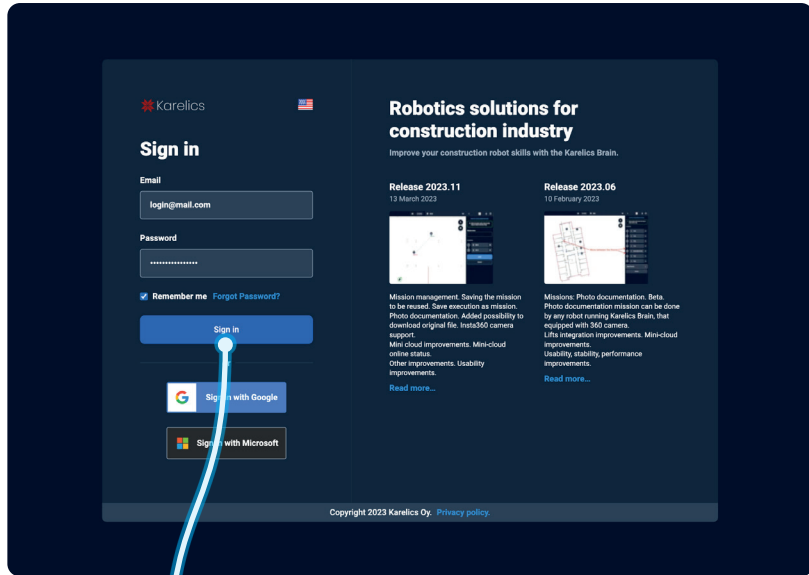 Karelics
Sign in
Email
login@mail.com
Password
Remember me Forgot Password?
Sign in
Sign in with Google
Sign in with Microsoft
Robotics solutions for
construction industry
Improve your construction robot skills with the Karelics Brain.
Release 2023.11
13 March 2023
Mission management. Saving the mission
to be reused. Save execution as mission.
Photo documentation. Added possibility to
download original file. Insta360 camera
support.
Mini cloud improvements. Mini-cloud
online status.
Other improvements. Usability
improvements.
Read more...
Release 2023.06
10 February 2023
Missions: Photo documentation. Beta.
Photo documentation mission can be done
by any robot running Karelics Brain, that
equipped with 360 camera.
Lifts integration improvements. Mini-cloud
improvements.
Usability, stability, performance
improvements.
Read more...
Copyright 2023 Karelics Oy. Privacy policy.